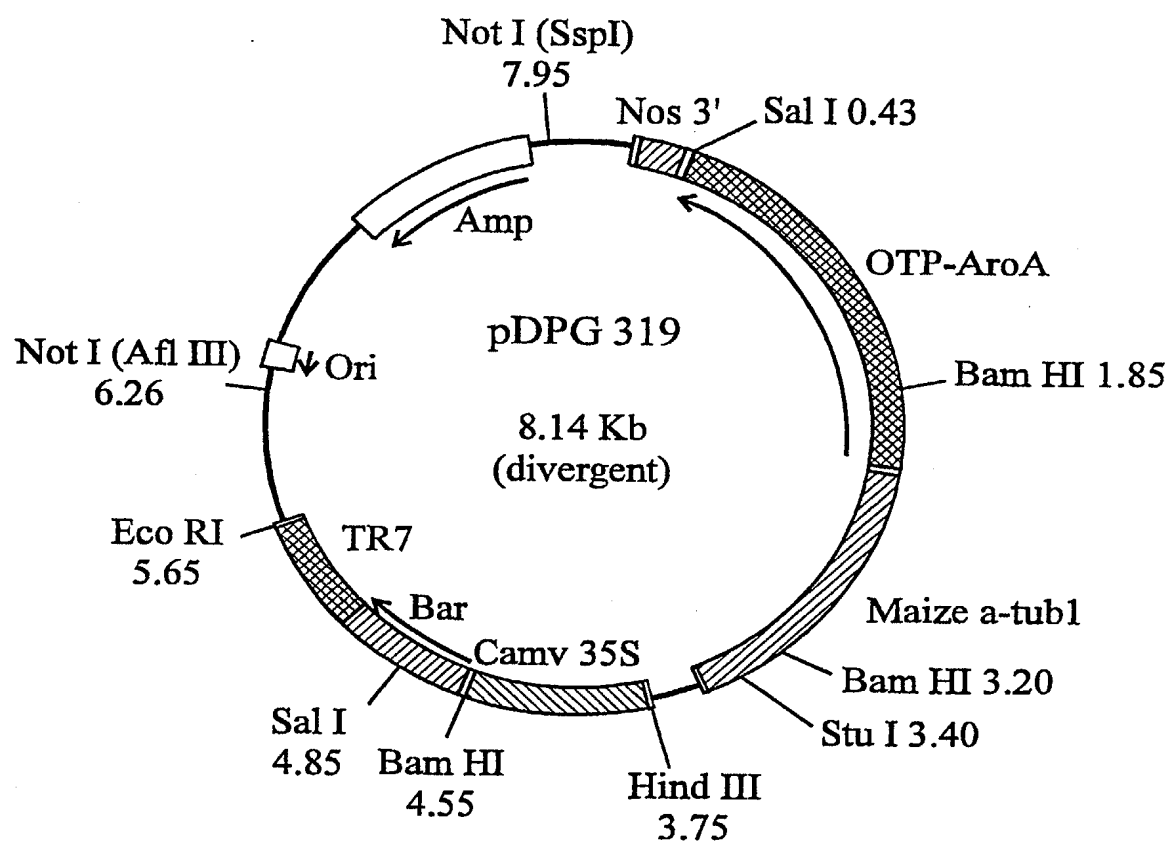 Not I (SspI)
7.95
Nos 3'
Sal I 0.43
Amp
OTP-AroA
pDPG 319
Not I (Afl III)
6.26
Ori
Bam HI 1.85
8.14 Kb
(divergent)
Eco RI
5.65
TR7
Bar
Maize a-tub1
Camv 35S
Bam HI 3.20
Sal I
4.85
Bam HI
4.55
Stu I 3.40
Hind III
3.75